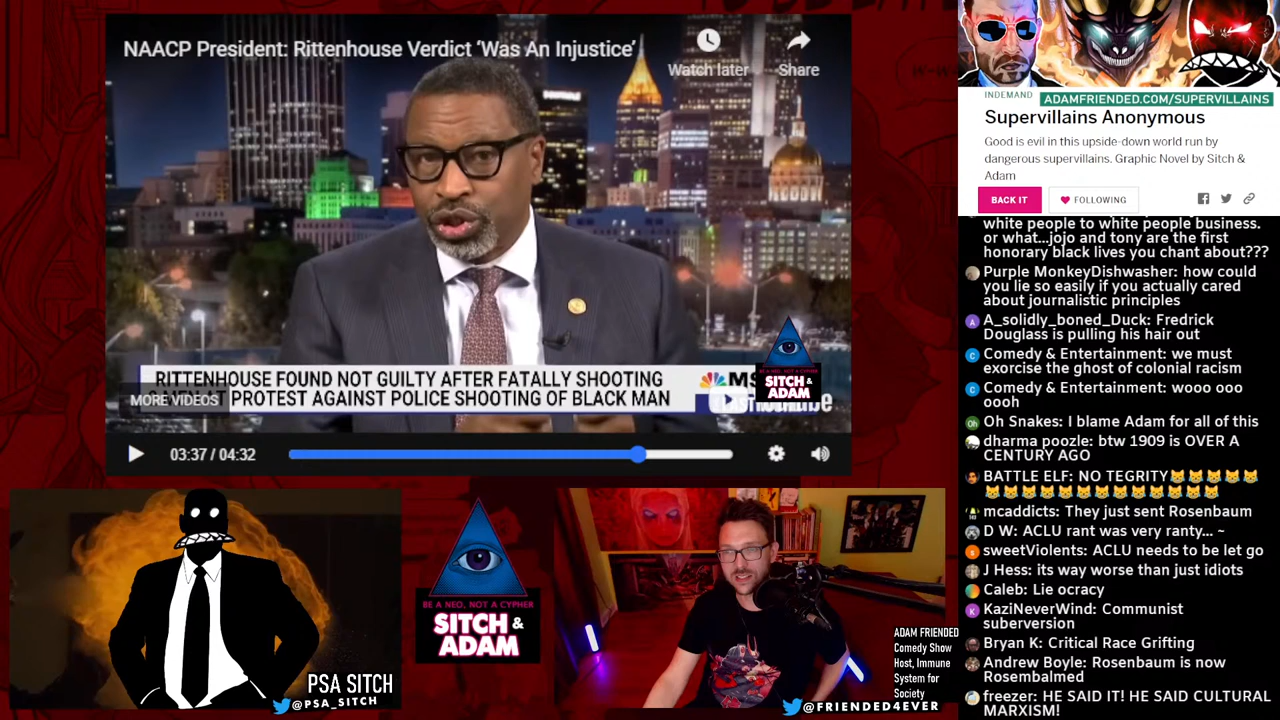 NAACP President: Rittenhouse Verdict ‘Was An Injustice’
Watch later
Share
RITTENHOUSE FOUND NOT GUILTY AFTER FATALLY SHOOTING
PROTEST AGAINST POLICE SHOOTING OF BLACK MAN
MORE VIDEOS
BE A NEO, NOT A CYPHER
SITCH &
ADAM
03:37 / 04:32
PSA SITCH
@PSA_SITCH
BE A NEO, NOT A CYPHER
SITCH &
ADAM
ADAM FRIENDED
Comedy Show
Host, Immune
System for
Society
@FRIENDED4EVER
INDEMAND
ADAMFRIENDED.COM/SUPERVILLAINS
Supervillains Anonymous
Good is evil in this upside-down world run by
dangerous supervillains. Graphic Novel by Sitch &
Adam
BACK IT
FOLLOWING
white people to white people business.
or what...jojo and tony are the first
honorary black lives you chant about???
Purple MonkeyDishwasher: how could
you lie so easily if you actually cared
about journalistic principles
A_solidly_boned_Duck: Fredrick
Douglass is pulling his hair out
Comedy & Entertainment: we must
exorcise the ghost of colonial racism
Comedy & Entertainment: wooo ooo
oooh
Oh Snakes: I blame Adam for all of this
dharma poozle: btw 1909 is OVER A
CENTURY AGO
BATTLE ELF: NO TEGRITY
mcaddicts: They just sent Rosenbaum
D W: ACLU rant was very ranty... ~
sweetViolents: ACLU needs to be let go
J Hess: its way worse than just idiots
Caleb: Lie ocracy
KaziNeverWind: Communist
suberversion
Bryan K: Critical Race Grifting
Andrew Boyle: Rosenbaum is now
Rosembalmed
freezer: HE SAID IT! HE SAID CULTURAL
MARXISM!